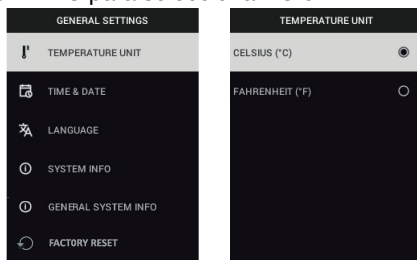 GENERAL SETTINGS
TEMPERATURE UNIT
TIME & DATE
LANGUAGE
SYSTEM INFO
GENERAL SYSTEM INFO
FACTORY RESET
TEMPERATURE UNIT
CELSIUS (°C)
FAHRENHEIT (°F)